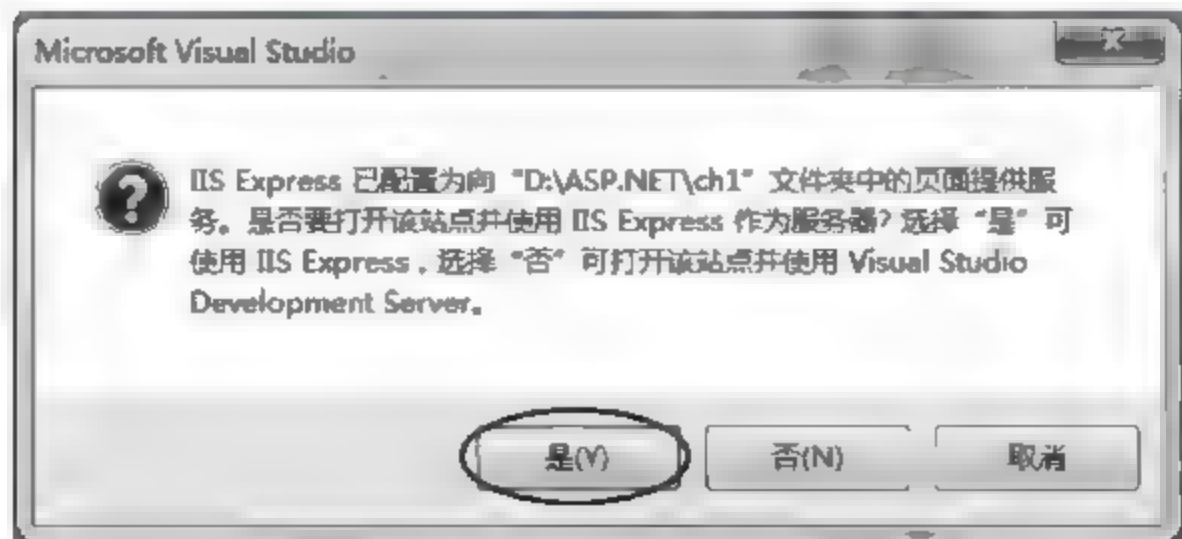 Microsoft Visual Studio
IIS Express 已配置为向 "D:\ASP.NET\ch1" 文件夹中的页面提供服
务。是否要打开该站点并使用 IIS Express 作为服务器? 选择 "是" 可
使用 IIS Express，选择 "否" 可打开该站点并使用 Visual Studio
Development Server。
是(Y)
否(N)
取消